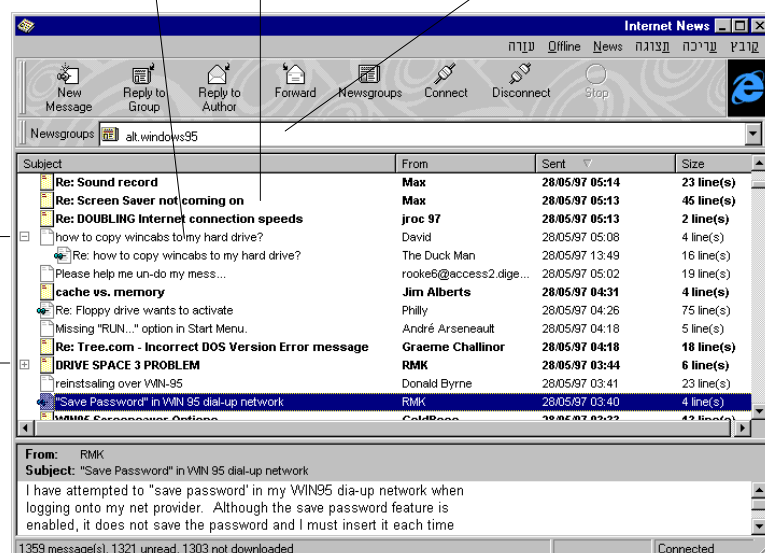 Internet News
קובץ עריכה תצוגה News Offline עזרה
New Message
Reply to Group
Reply to Author
Forward
Newsgroups
Connect
Disconnect
Stop
Newsgroups alt.windows95
Subject From Sent Size
Re: Sound record Max 28/05/97 05:14 23 line(s)
Re: Screen Saver not coming on Max 28/05/97 05:13 45 line(s)
Re: DOUBLING Internet connection speeds jroc 97 28/05/97 05:13 2 line(s)
how to copy wincabs to my hard drive? David 28/05/97 05:08 4 line(s)
Re: how to copy wincabs to my hard drive? The Duck Man 28/05/97 13:49 16 line(s)
Please help me un-do my mess... rooke6@access2.dige... 28/05/97 05:02 19 line(s)
cache vs. memory Jim Alberts 28/05/97 04:31 4 line(s)
Re: Floppy drive wants to activate Philly 28/05/97 04:26 75 line(s)
Missing "RUN..." option in Start Menu. André Arseneault 28/05/97 04:18 5 line(s)
Re: Tree.com - Incorrect DOS Version Error message Graeme Challinor 28/05/97 04:18 18 line(s)
DRIVE SPACE 3 PROBLEM RMK 28/05/97 03:44 6 line(s)
reinstsaling over WIN-95 Donald Byrne 28/05/97 03:41 23 line(s)
"Save Password" in WIN 95 dial-up network RMK 28/05/97 03:40 4 line(s)
From: RMK
Subject: "Save Password" in WIN 95 dial-up network
I have attempted to "save password' in my WIN95 dia-up network when
logging onto my net provider. Although the save password feature is
enabled, it does not save the password and I must insert it each time
1359 message(s), 1321 unread, 1303 not downloaded Connected